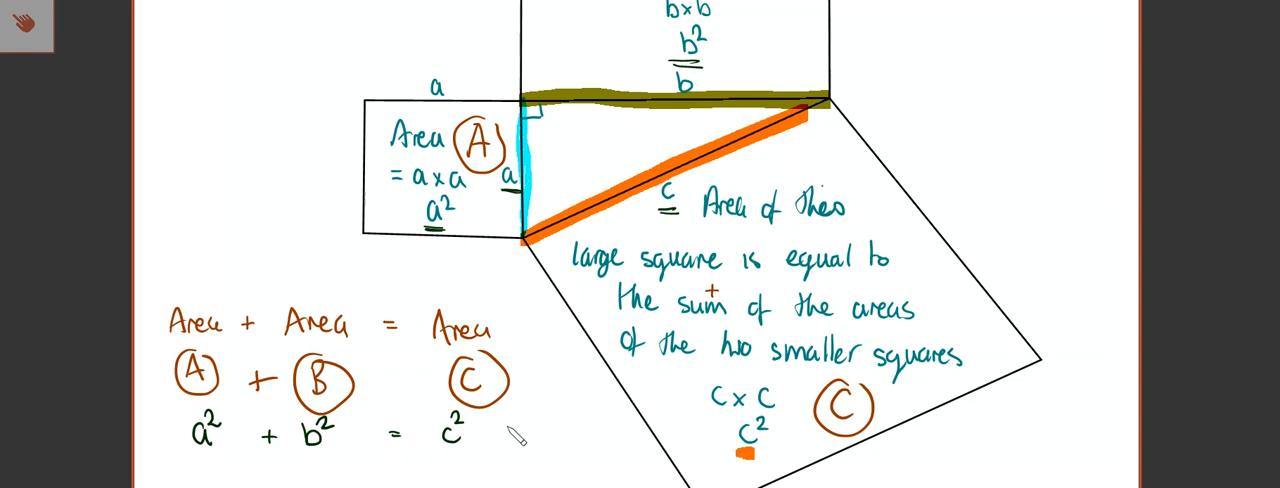 b×b
b²
b
a
Area A
= a×a
a
a²
c Area of this
large square is equal to
+
the sum of the areas
of the two smaller squares
C×C
C²
C
Area + Area = Area
A + B C
a² + b² = c²